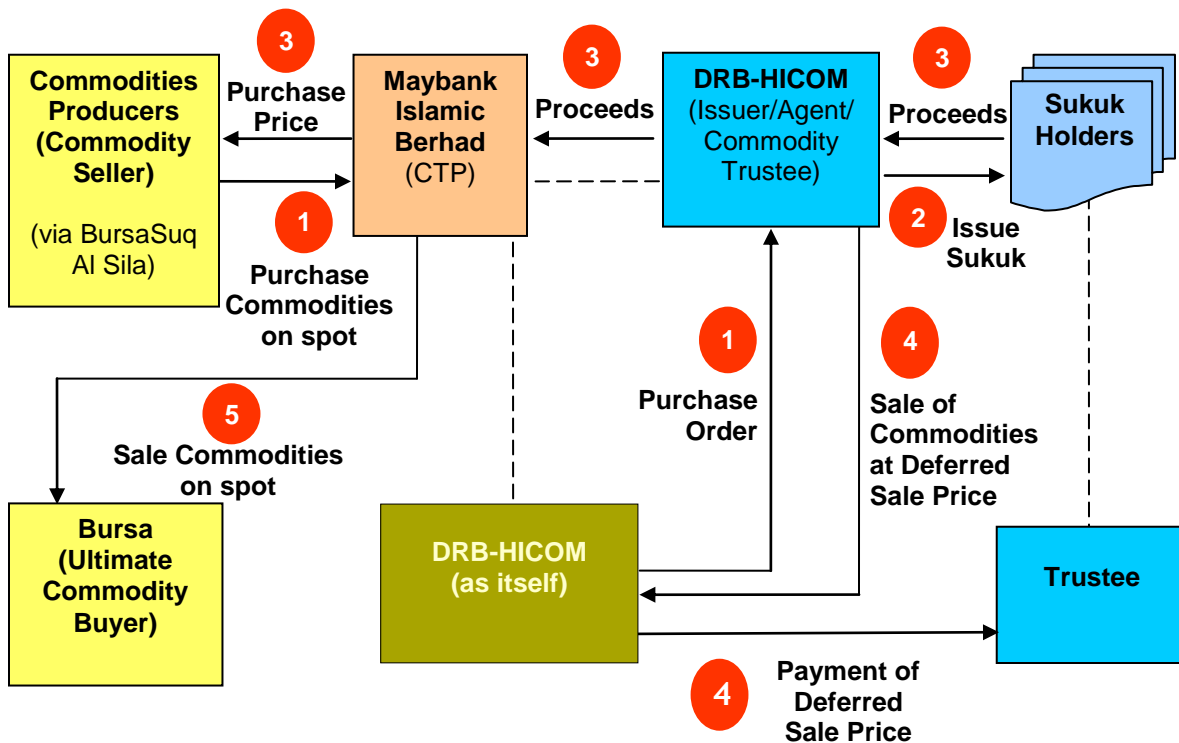 3
Commodities
Producers
(Commodity
Seller)
(via BursaSuq
Al Sila)
Purchase
Price
1
Purchase
Commodities
on spot
Maybank
Islamic
Berhad
(CTP)
3
Proceeds
DRB-HICOM
(Issuer/Agent/
Commodity
Trustee)
3
Proceeds
2
Issue
Sukuk
Sukuk
Holders
1
Purchase
Order
4
Sale of
Commodities
at Deferred
Sale Price
5
Sale Commodities
on spot
Bursa
(Ultimate
Commodity
Buyer)
DRB-HICOM
(as itself)
Trustee
4
Payment of
Deferred
Sale Price